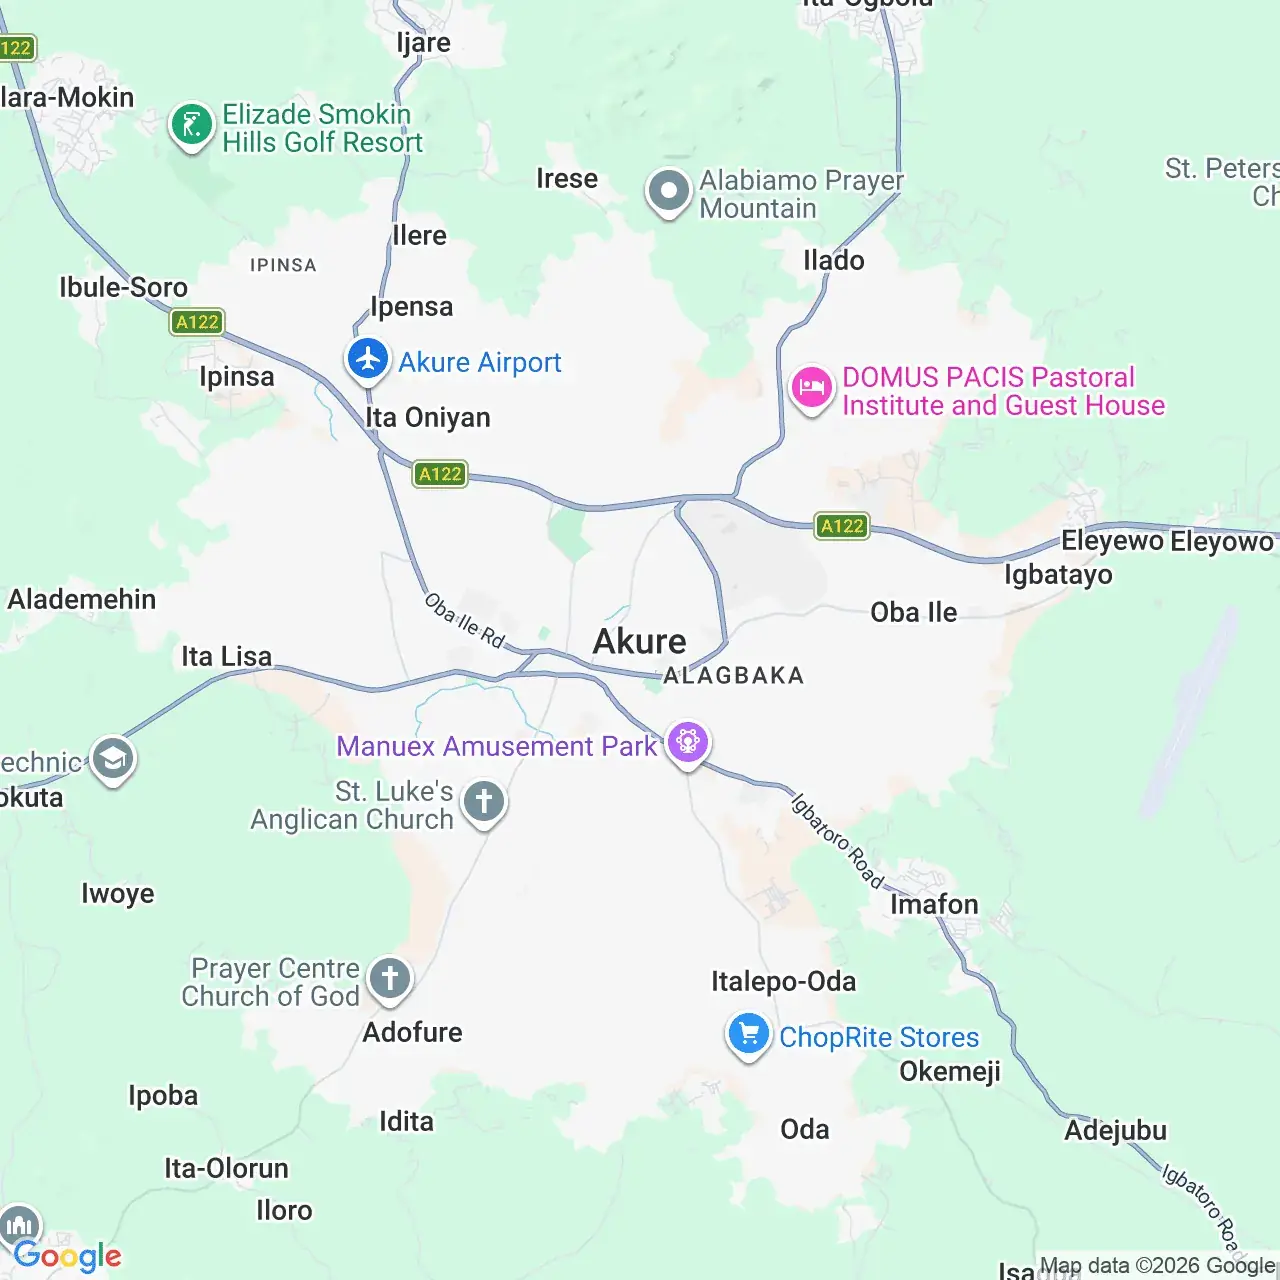 Ijare
122
lara-Mokin
Elizade Smokin
Hills Golf Resort
Irese
Alabiamo Prayer
Mountain
St. Peters
Ch
Ilere
IPINSA
Ilado
Ibule-Soro
Ipensa
A122
Akure Airport
Ipinsa
DOMUS PACIS Pastoral
Institute and Guest House
Ita Oniyan
A122
A122
Eleyewo
Eleyowo
Igbatayo
Alademehin
Oba Ile Rd
Oba Ile
Akure
Ita Lisa
ALAGBAKA
Manuex Amusement Park
echnic
okuta
St. Luke's
Anglican Church
Igbatoro Road
Iwoye
Imafon
Prayer Centre
Church of God
Italepo-Oda
Adofure
ChopRite Stores
Okemeji
Ipoba
Idita
Oda
Adejubu
Ita-Olorun
Igbatoro Road
Iloro
Google
Map data ©2026 Google